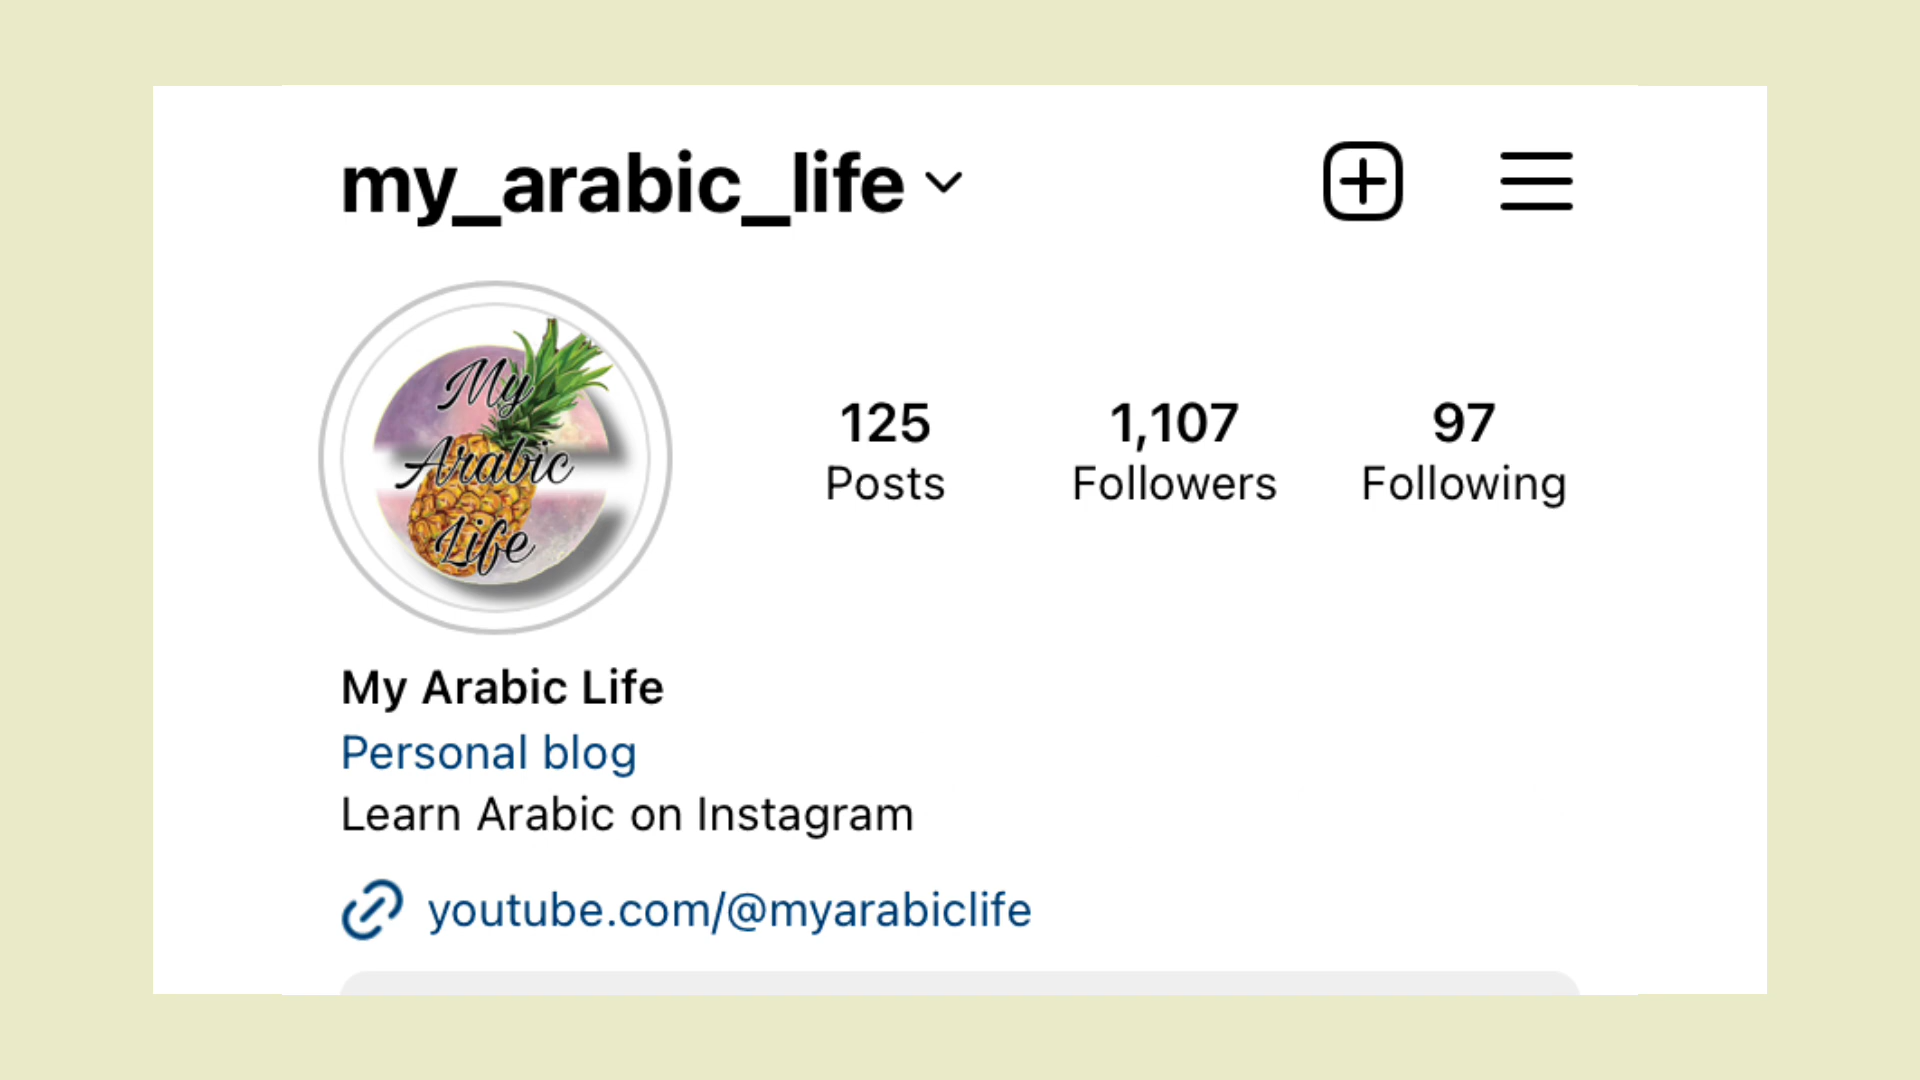 my_arabic_life
My
Arabic
Life
125 1,107 97
Posts Followers Following
My Arabic Life
Personal blog
Learn Arabic on Instagram
youtube.com/@myarabiclife